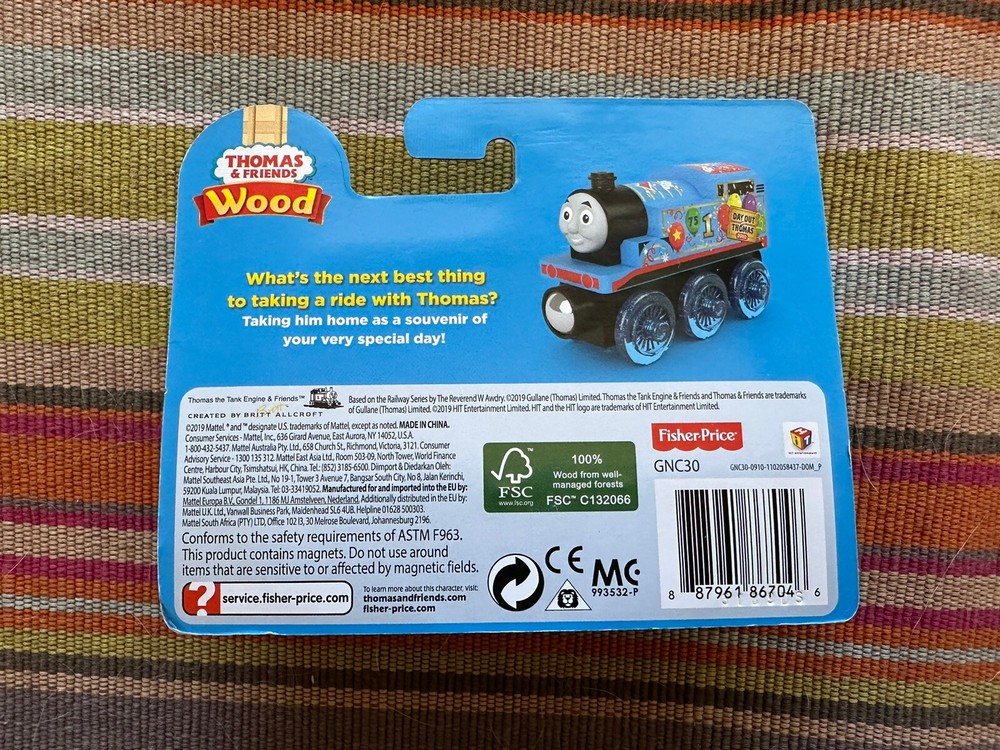 THOMAS
& FRIENDS
Wood
What's the next best thing
to taking a ride with Thomas?
Taking him home as a souvenir of
your very special day!
75
1
DAY OUT
THOMAS
Thomas the Tank Engine & Friends™
CREATED BY BRITT ALLCROFT
Based on the Railway Series by The Reverend W Awdry. ©2019 Gullane (Thomas) Limited. Thomas the Tank Engine & Friends and Thomas & Friends are trademarks
of Gullane (Thomas) Limited. ©2019 HIT Entertainment Limited. HIT and the HIT logo are trademarks of HIT Entertainment Limited.
©2019 Mattel. ® and ™ designate U.S. trademarks of Mattel, except as noted. MADE IN CHINA.
Consumer Services - Mattel, Inc., 636 Girard Avenue, East Aurora, NY 14052, U.S.A.
1-800-432-5437. Mattel Australia Pty. Ltd., 658 Church St., Richmond, Victoria, 3121. Consumer
Advisory Service - 1300 135 312. Mattel East Asia Ltd., Room 503-09, North Tower, World Finance
Centre, Harbour City, Tsimshatsui, HK, China. Tel.: (852) 3185-6500. Diimport & Diedarkan Oleh:
Mattel Southeast Asia Pte. Ltd., No 19-1, Tower 3 Avenue 7, Bangsar South City, No 8, Jalan Kerinchi,
59200 Kuala Lumpur, Malaysia. Tel: 03-33419052. Manufactured for and imported into the EU by:
Mattel Europa B.V., Gondel 1, 1186 MJ Amstelveen, Nederland. Additionally distributed in the EU by:
Mattel U.K. Ltd., Vanwall Business Park, Maidenhead SL6 4UB. Helpline 01628 500303.
Mattel South Africa (PTY) LTD, Office 102 I3, 30 Melrose Boulevard, Johannesburg 2196.
Conforms to the safety requirements of ASTM F963.
This product contains magnets. Do not use around
items that are sensitive to or affected by magnetic fields.
? service.fisher-price.com
To learn more about this character, visit:
thomasandfriends.com
fisher-price.com
FSC
www.fsc.org
100%
Wood from well-
managed forests
FSC™ C132066
CE
MC
993532-P
Fisher-Price®
HIT
GNC30
GNC30-0910-1102058437-DOM_P
8 87961 86704 6